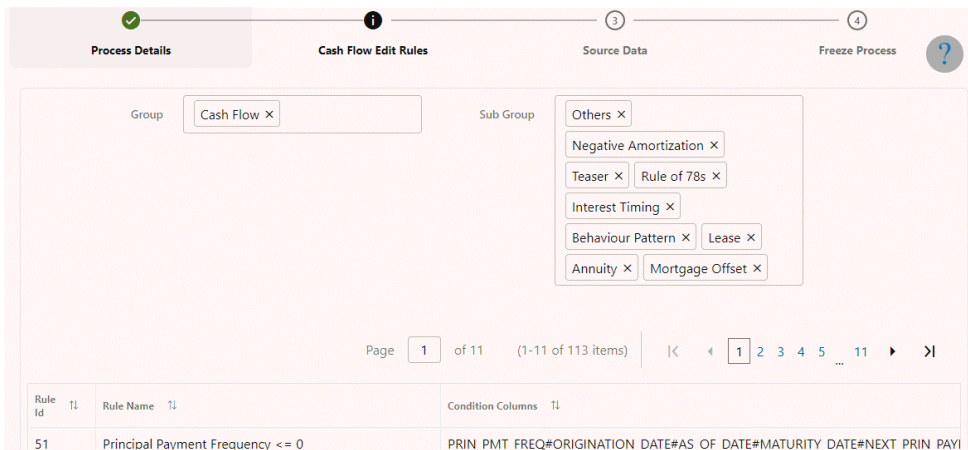 3
4
Process Details
Cash Flow Edit Rules
Source Data
Freeze Process
?
Group
Cash Flow ×
Sub Group
Others ×
Negative Amortization ×
Teaser × Rule of 78s ×
Interest Timing ×
Behaviour Pattern × Lease ×
Annuity × Mortgage Offset ×
Page 1 of 11 (1-11 of 113 items) 1 2 3 4 5 ... 11
Rule Id
Rule Name
Condition Columns
51
Principal Payment Frequency <= 0
PRIN_PMT_FREQ#ORIGINATION_DATE#AS_OF_DATE#MATURITY_DATE#NEXT_PRIN_PAY